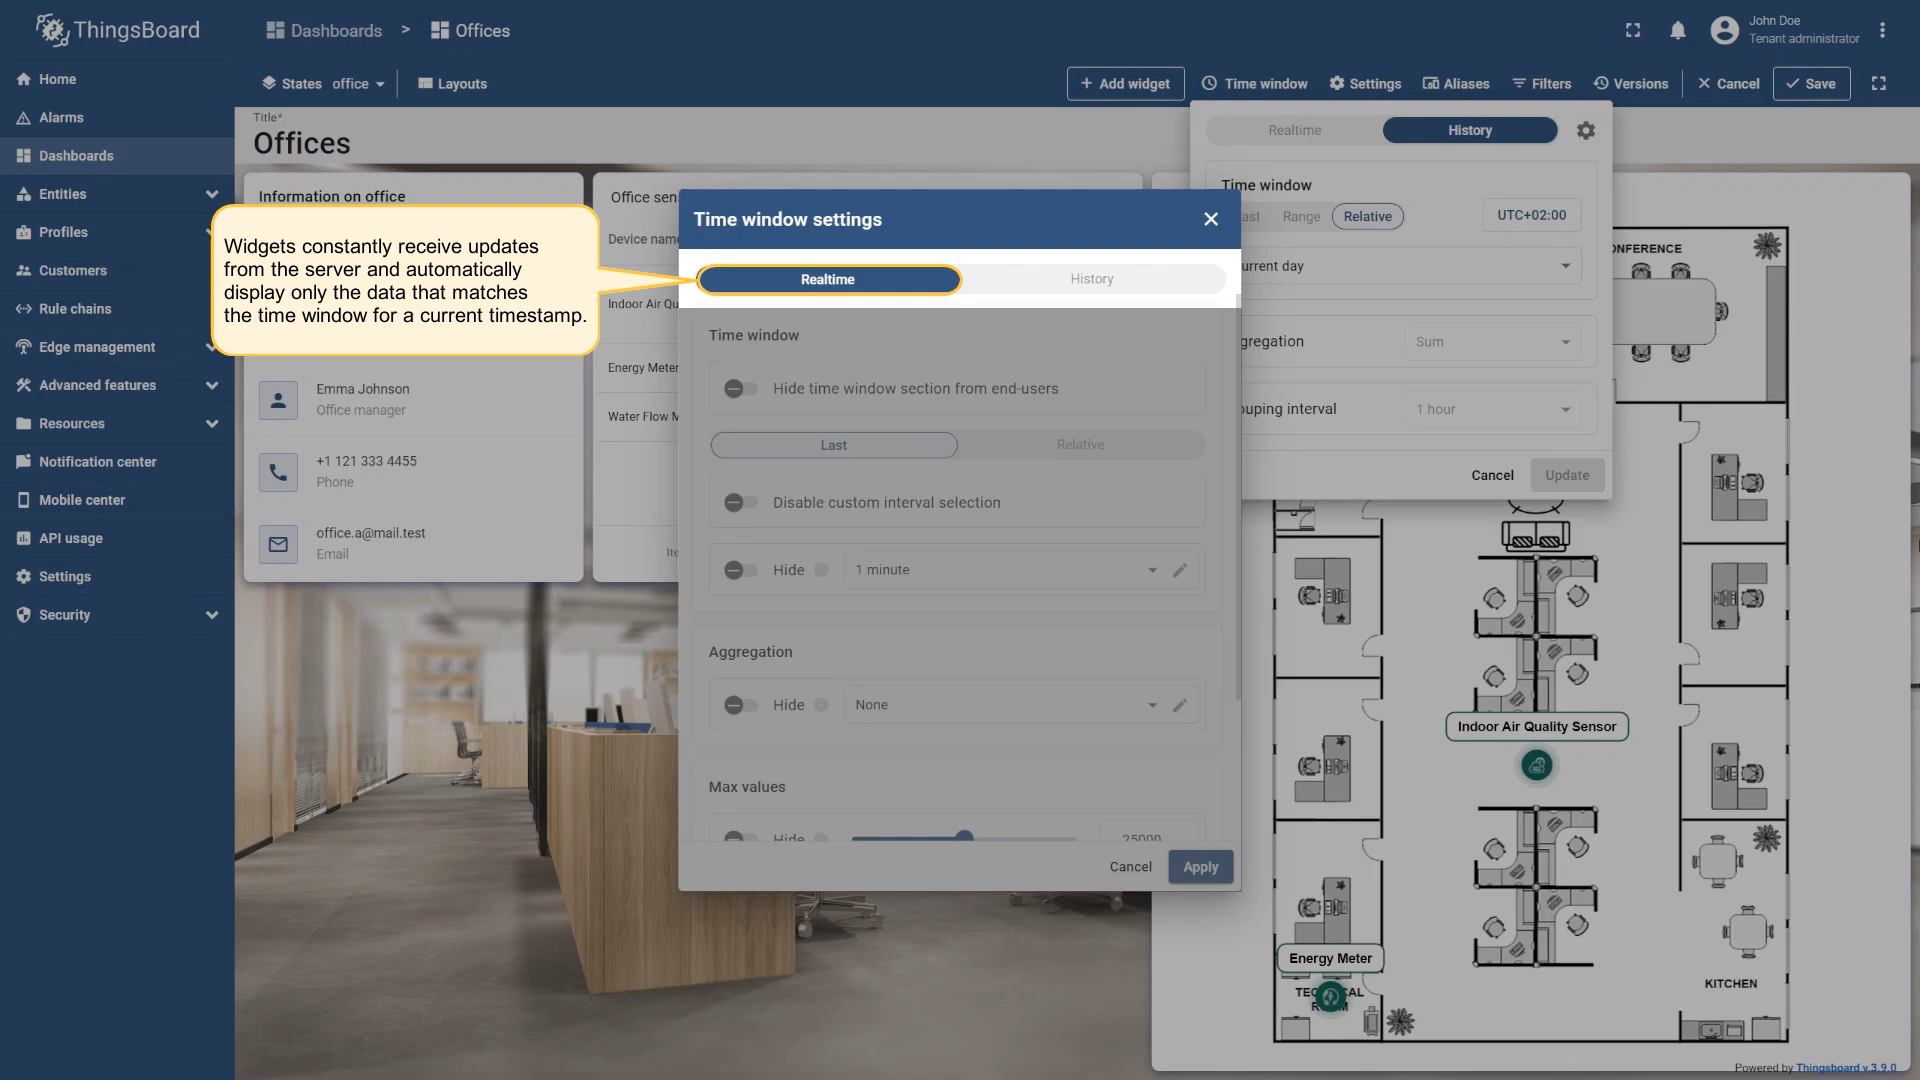 ThingsBoard
Dashboards > Offices
John Doe
Tenant administrator
Home
Alarms
Dashboards
Entities
Profiles
Customers
Rule chains
Edge management
Advanced features
Resources
Notification center
Mobile center
API usage
Settings
Security
States office
Layouts
+ Add widget
Time window
Settings
Aliases
Filters
Versions
Cancel
Save
Title*
Offices
Information on office
Widgets constantly receive updates
from the server and automatically
display only the data that matches
the time window for a current timestamp.
Emma Johnson
Office manager
+1 121 333 4455
Phone
office.a@mail.test
Email
Office
Device
Indoor Air
Energy Meter
Water Flow
Time window settings
Realtime History
Time window
Hide time window section from end-users
Last Relative
Disable custom interval selection
Hide 1 minute
Aggregation
Hide None
Max values
Hide 25000
Cancel Apply
Realtime History
Time window
Range Relative UTC+02:00
day
Sum
interval 1 hour
Cancel Update
Indoor Air Quality Sensor
Energy Meter
KITCHEN
Powered by Thingsboard v.3.9.0